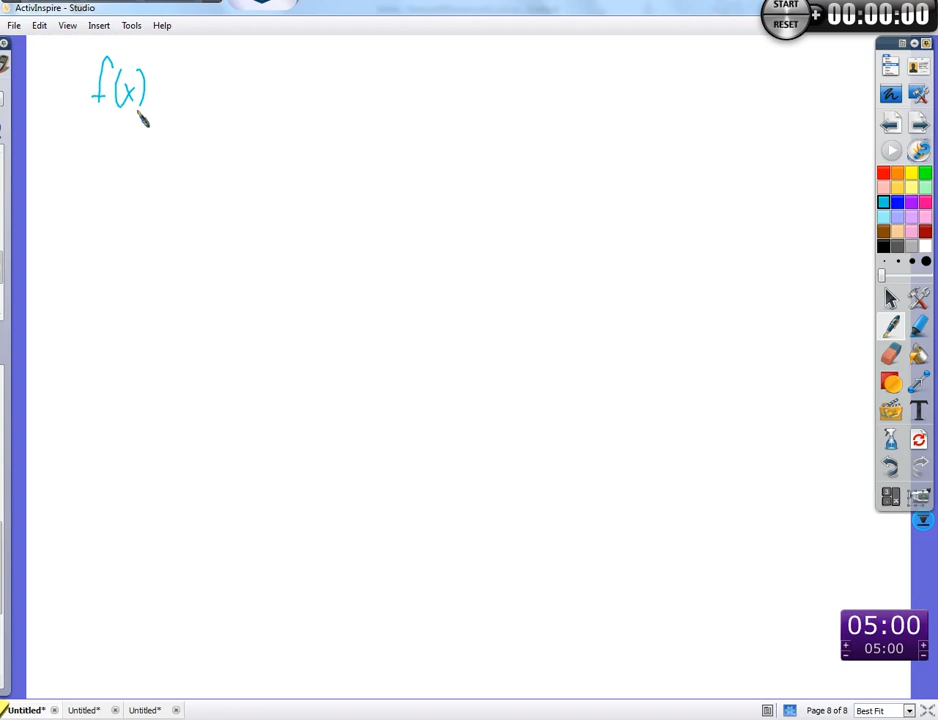 ActivInspire - Studio
START
RESET
00:00:00
File Edit View Insert Tools Help
f(x)
T
05:00
05:00
Untitled* Untitled* Untitled* Page 8 of 8 Best Fit